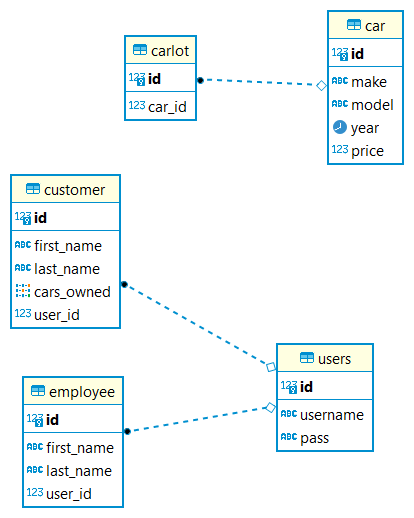 carlot
123 id
123 car_id
car
123 id
ABC make
ABC model
year
123 price
customer
123 id
ABC first_name
ABC last_name
cars_owned
123 user_id
users
123 id
ABC username
ABC pass
employee
123 id
ABC first_name
ABC last_name
123 user_id